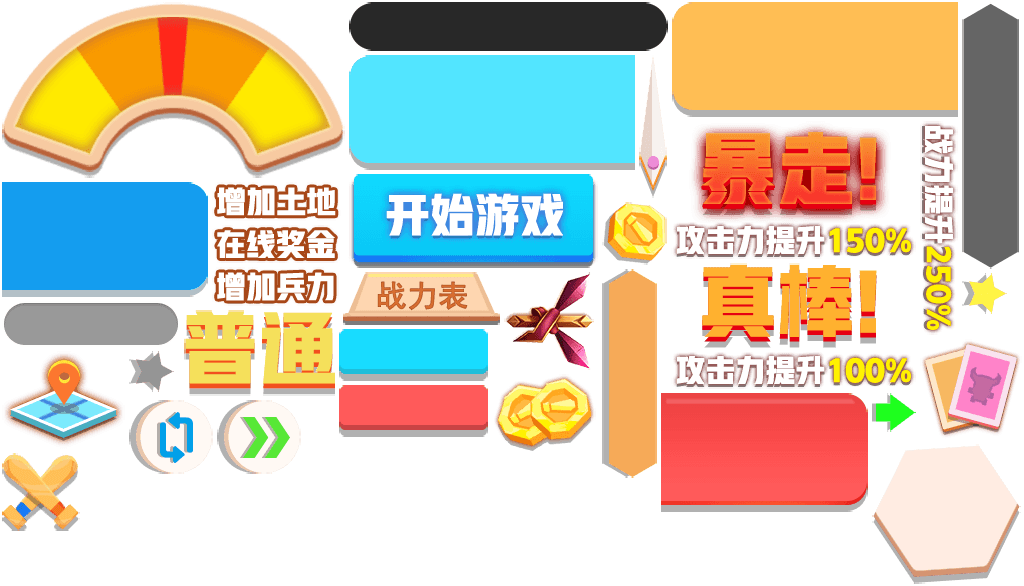 增加土地
在线奖金
增加兵力
普通
开始游戏
战力表
暴走!
攻击力提升150%
真棒!
攻击力提升100%
战力提升250%